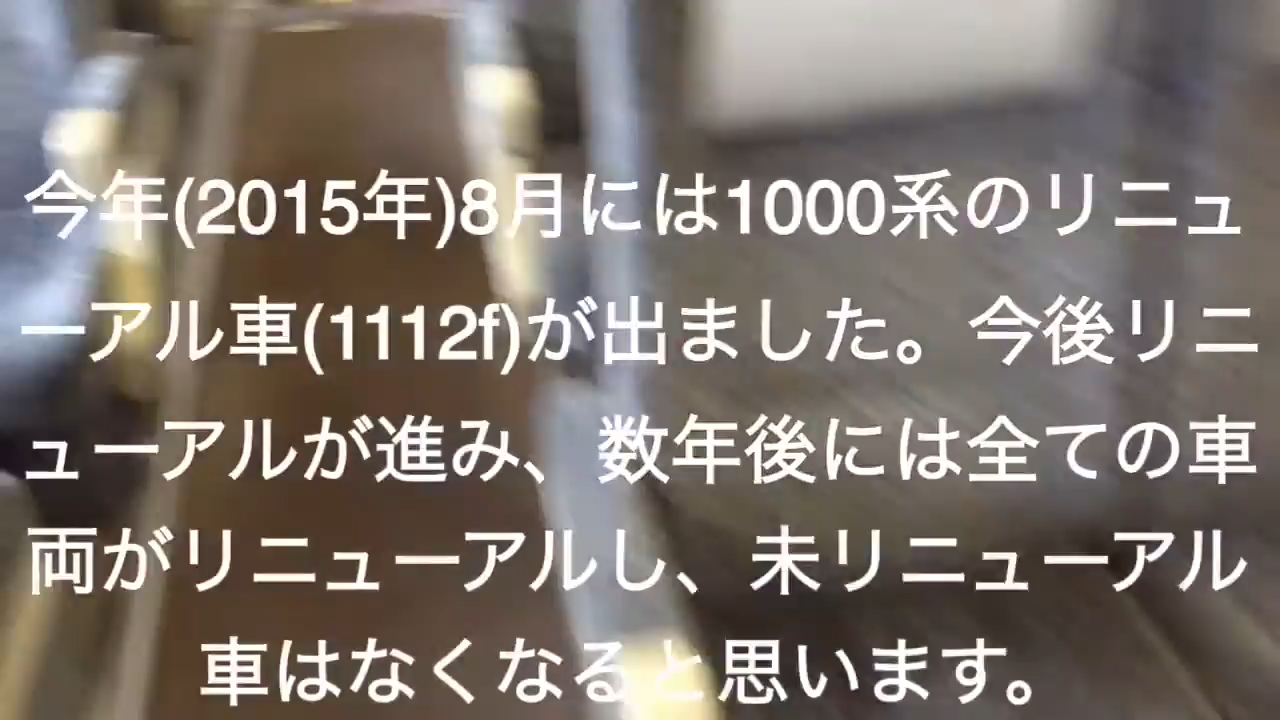 今年(2015年)8月には1000系のリニュ
ーアル車(1112f)が出ました。今後リニ
ューアルが進み、数年後には全ての車
両がリニューアルし、未リニューアル
車はなくなると思います。